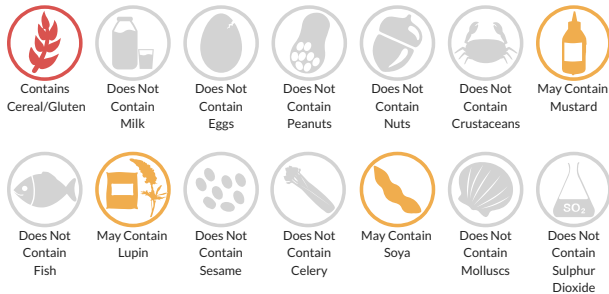 Contains
Cereal/Gluten
Does Not
Contain
Milk
Does Not
Contain
Eggs
Does Not
Contain
Peanuts
Does Not
Contain
Nuts
Does Not
Contain
Crustaceans
May Contain
Mustard
Does Not
Contain
Fish
May Contain
Lupin
Does Not
Contain
Sesame
Does Not
Contain
Celery
May Contain
Soya
Does Not
Contain
Molluscs
SO₂
Does Not
Contain
Sulphur
Dioxide